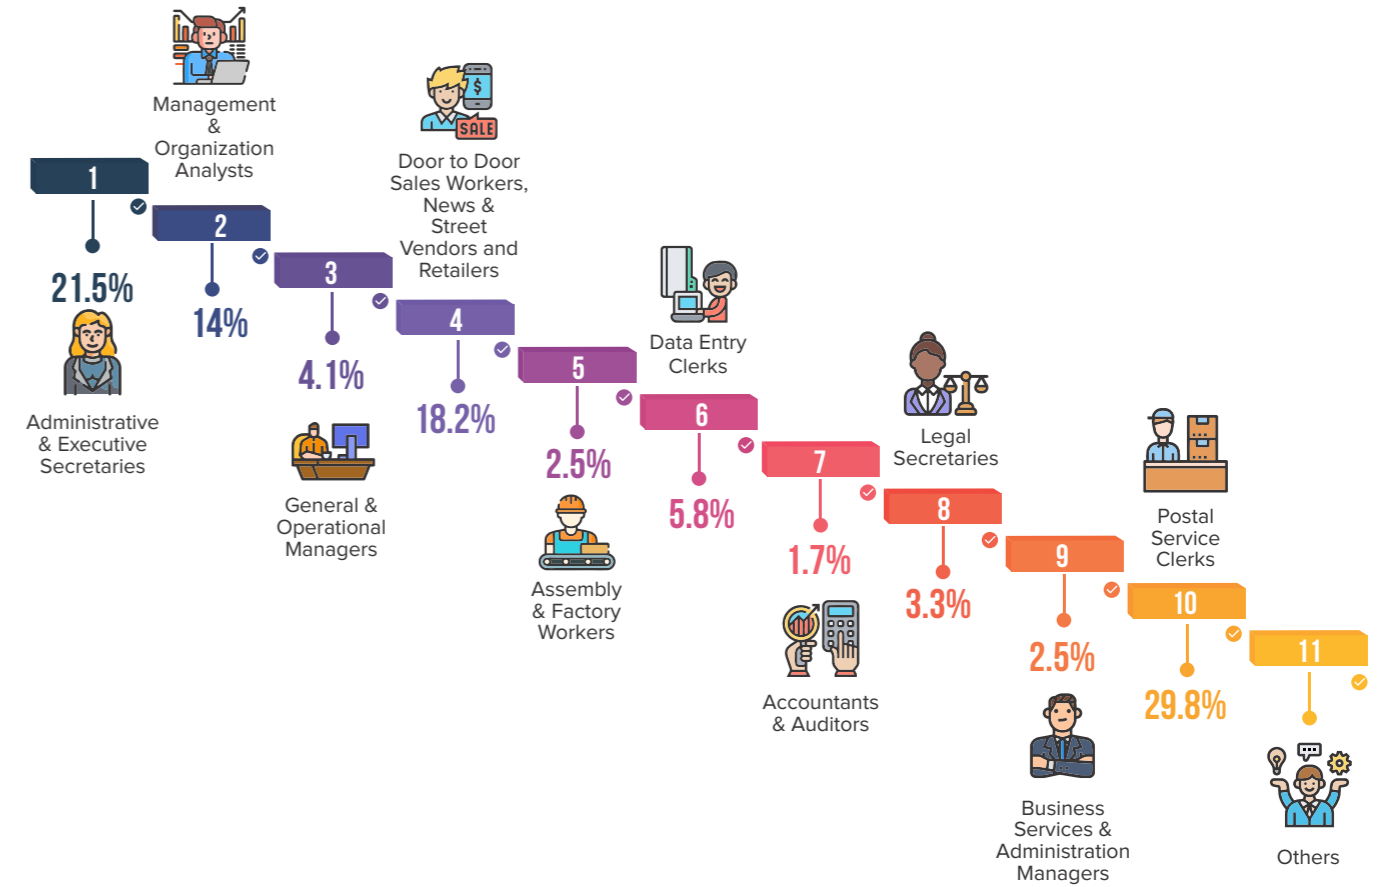 1
21.5%
Administrative
& Executive
Secretaries
Management
&
Organization
Analysts
2
14%
3
4.1%
General &
Operational
Managers
$
SALE
Door to Door
Sales Workers,
News &
Street
Vendors and
Retailers
4
18.2%
5
2.5%
Assembly
& Factory
Workers
Data Entry
Clerks
6
5.8%
7
1.7%
Accountants
& Auditors
Legal
Secretaries
8
3.3%
9
2.5%
Business
Services &
Administration
Managers
Postal
Service
Clerks
10
29.8%
11
Others